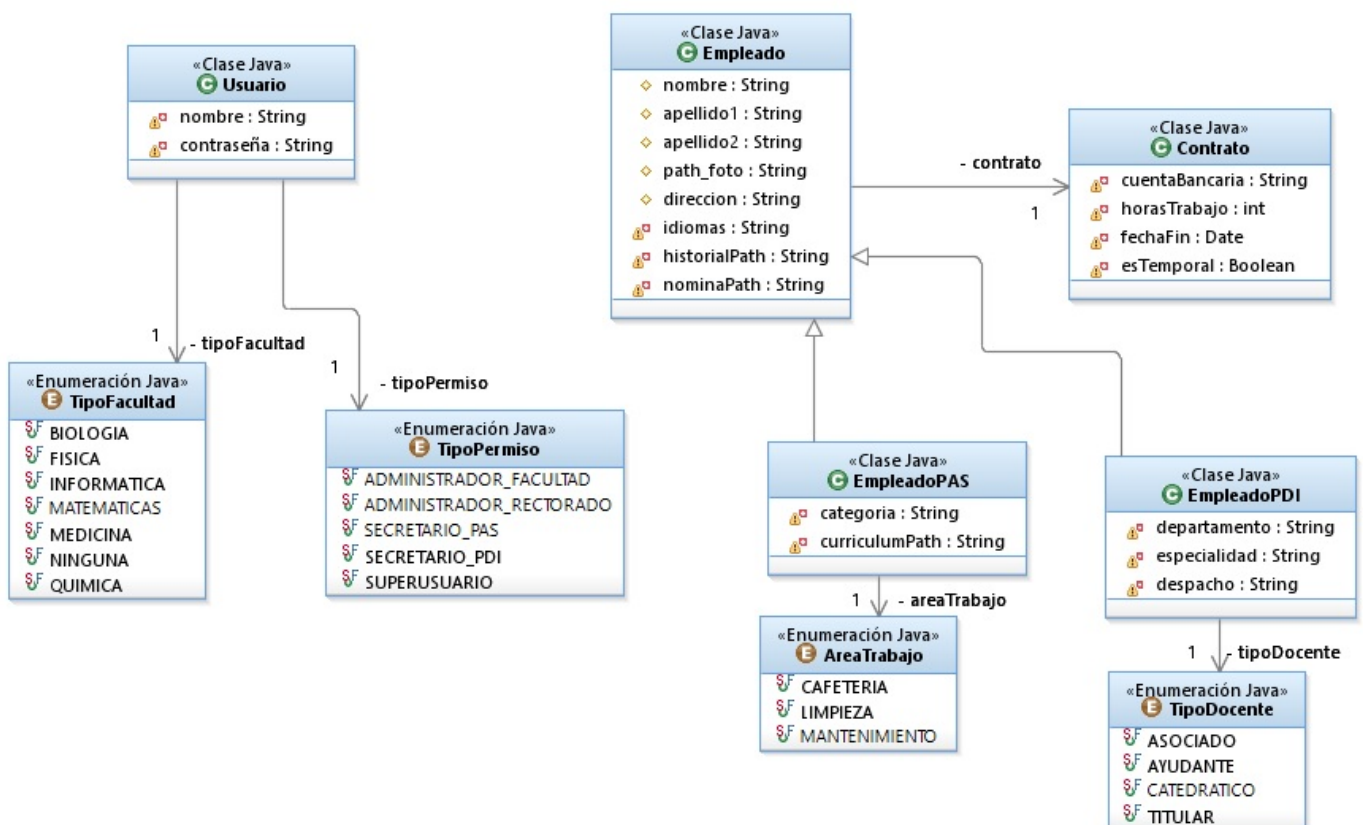 «Clase Java»
Usuario
nombre : String
contraseña : String
«Clase Java»
Empleado
nombre : String
apellido1 : String
apellido2 : String
path_foto : String
direccion : String
idiomas : String
historialPath : String
nominaPath : String
- contrato
1
«Clase Java»
Contrato
cuentaBancaria : String
horasTrabajo : int
fechaFin : Date
esTemporal : Boolean
1
- tipoFacultad
1
- tipoPermiso
«Enumeración Java»
TipoFacultad
BIOLOGIA
FISICA
INFORMATICA
MATEMATICAS
MEDICINA
NINGUNA
QUIMICA
«Enumeración Java»
TipoPermiso
ADMINISTRADOR_FACULTAD
ADMINISTRADOR_RECTORADO
SECRETARIO_PAS
SECRETARIO_PDI
SUPERUSUARIO
«Clase Java»
EmpleadoPAS
categoria : String
curriculumPath : String
1
- areaTrabajo
«Enumeración Java»
AreaTrabajo
CAFETERIA
LIMPIEZA
MANTENIMIENTO
«Clase Java»
EmpleadoPDI
departamento : String
especialidad : String
despacho : String
1
- tipoDocente
«Enumeración Java»
TipoDocente
ASOCIADO
AYUDANTE
CATEDRATICO
TITULAR